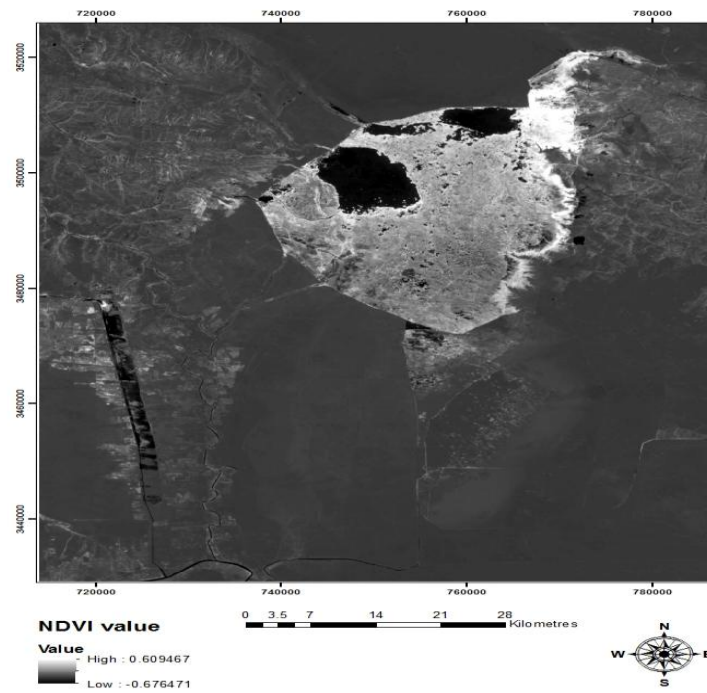 720000 740000 760000 780000
3520000
3500000
3480000
3460000
3440000
720000 740000 760000 780000
NDVI value
Value
High : 0.609467
Low : -0.676471
0 3.5 7 14 21 28
Kilometres
N
W E
S